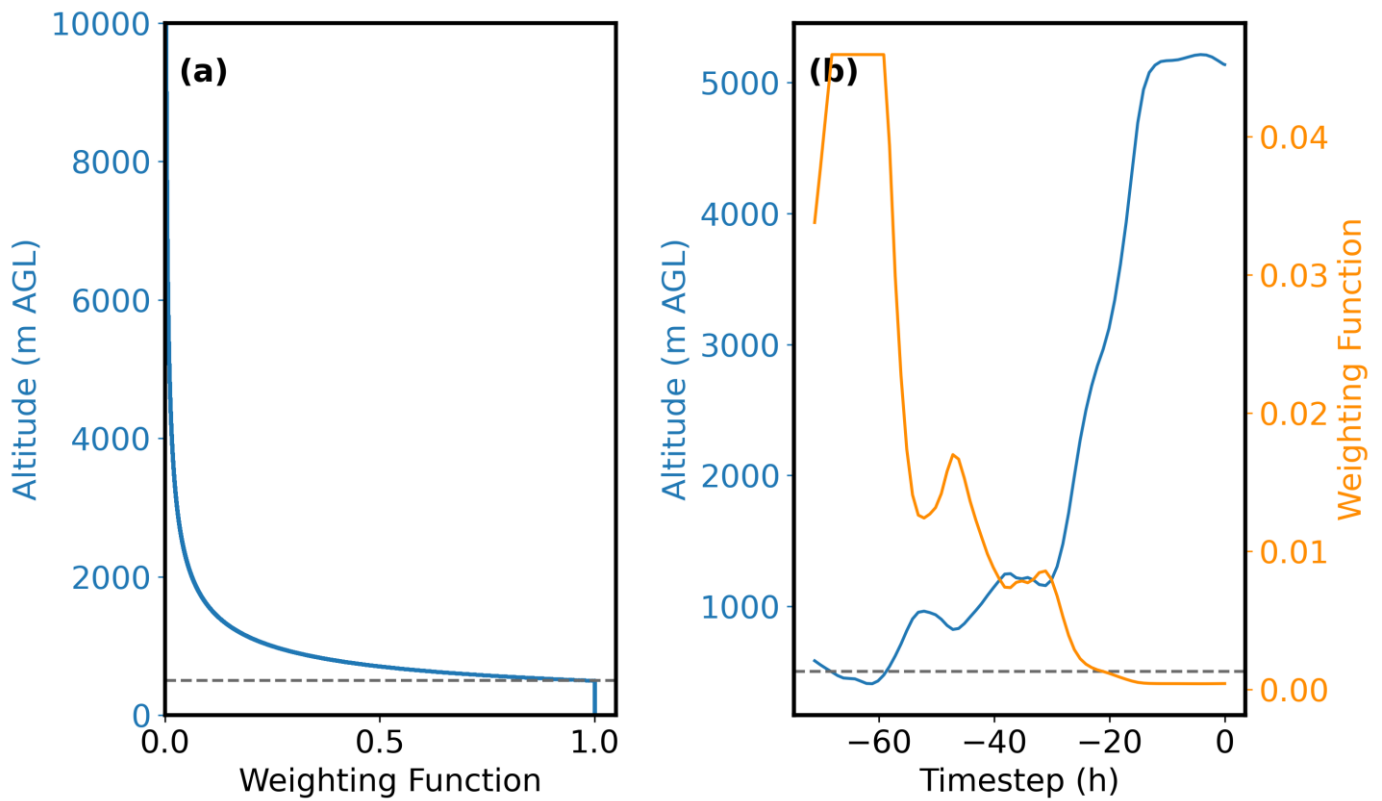 (a)
10000
8000
6000
4000
2000
0
Altitude (m AGL)
0.0 0.5 1.0
Weighting Function
(b)
5000
4000
3000
2000
1000
Altitude (m AGL)
0.04
0.03
0.02
0.01
0.00
Weighting Function
−60 −40 −20 0
Timestep (h)